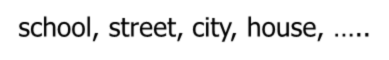 school, street, city, house, …..